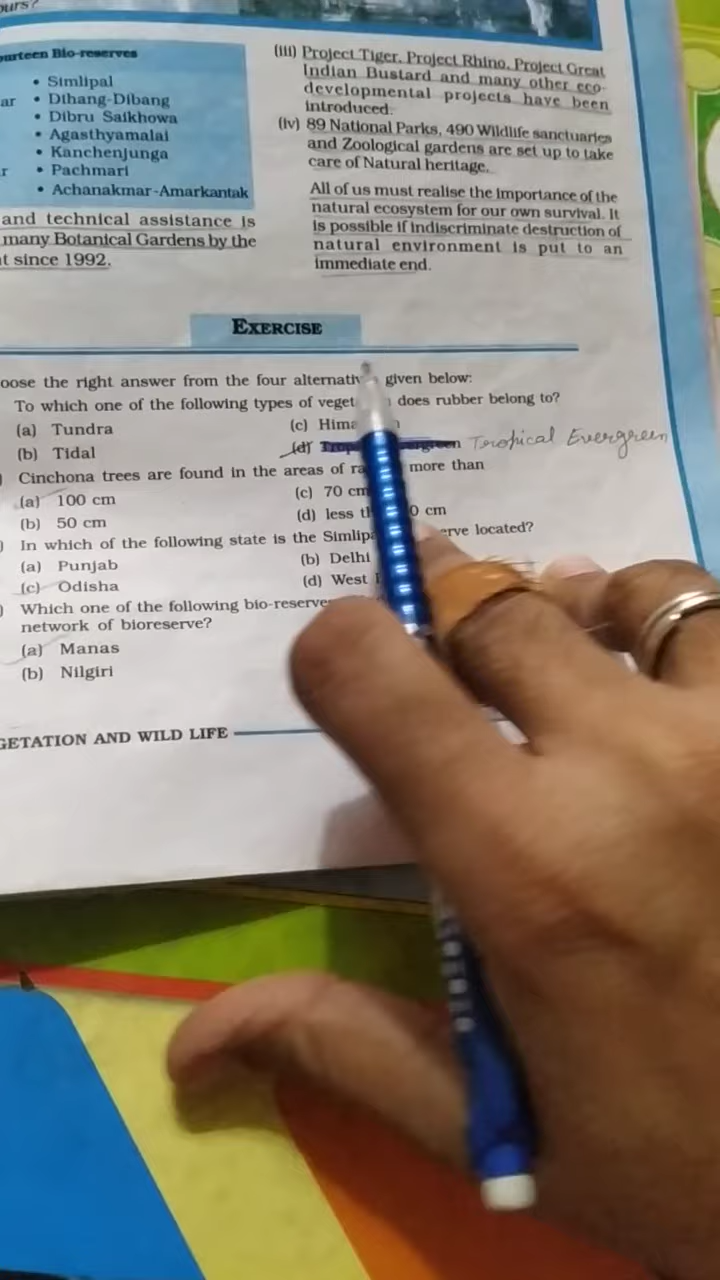 ours?
Fourteen Bio-reserves
• Simlipal
ar • Dihang-Dibang
• Dibru Saikhowa
• Agasthyamalai
• Kanchenjunga
r • Pachmari
• Achanakmar-Amarkantak
and technical assistance is
many Botanical Gardens by the
t since 1992.
(iii) Project Tiger, Project Rhino, Project Great
Indian Bustard and many other eco-
developmental projects have been
introduced.
(iv) 89 National Parks, 490 Wildlife sanctuaries
and Zoological gardens are set up to take
care of Natural heritage.
All of us must realise the importance of the
natural ecosystem for our own survival. It
is possible if indiscriminate destruction of
natural environment is put to an
immediate end.
EXERCISE
oose the right answer from the four alternativ given below:
To which one of the following types of veget does rubber belong to?
(a) Tundra
(c) Hima
(b) Tidal
(d) Teropical Evergreen
Cinchona trees are found in the areas of ra more than
(a) 100 cm
(c) 70 cm
(b) 50 cm
(d) less t 0 cm
In which of the following state is the Simlip erve located?
(a) Punjab
(b) Delhi
(c) Odisha
(d) West
Which one of the following bio-reserve
network of bioreserve?
(a) Manas
(b) Nilgiri
GETATION AND WILD LIFE